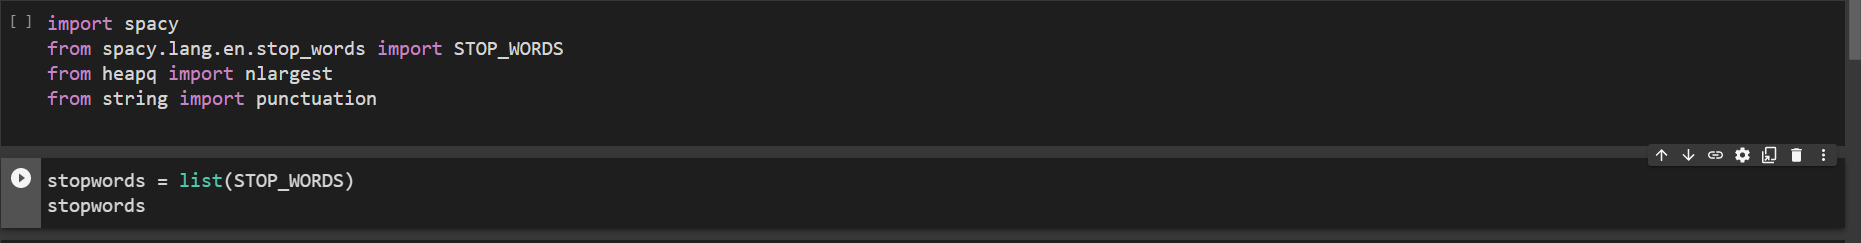 [ ] import spacy
from spacy.lang.en.stop_words import STOP_WORDS
from heapq import nlargest
from string import punctuation
stopwords = list(STOP_WORDS)
stopwords